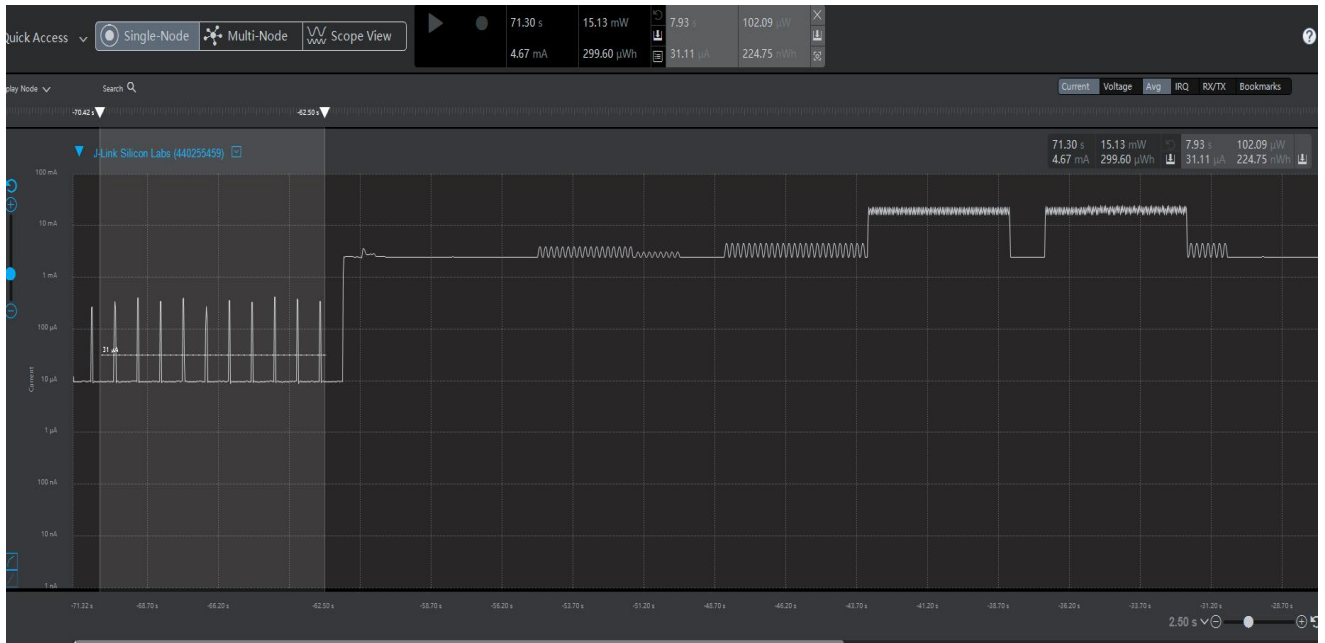 Quick Access Single-Node Multi-Node Scope View
71.30 s 15.13 mW 7.93 s 102.09 µW
4.67 mA 299.60 µWh 31.11 µA 224.75 nWh
play Node Search Current Voltage Avg IRQ RX/TX Bookmarks
-70.42 s -62.50 s
J-Link Silicon Labs (440255459)
71.30 s 15.13 mW 7.93 s 102.09 µW
4.67 mA 299.60 µWh 31.11 µA 224.75 nWh
100 mA
10 mA
1 mA
100 µA
31 µA
10 µA
Current
1 µA
100 nA
10 nA
1 nA
-71.32 s -68.70 s -66.20 s -62.50 s -58.70 s -56.20 s -53.70 s -51.20 s -48.70 s -46.20 s -43.70 s -41.20 s -38.70 s -36.20 s -33.70 s -31.20 s -28.70 s
2.50 s